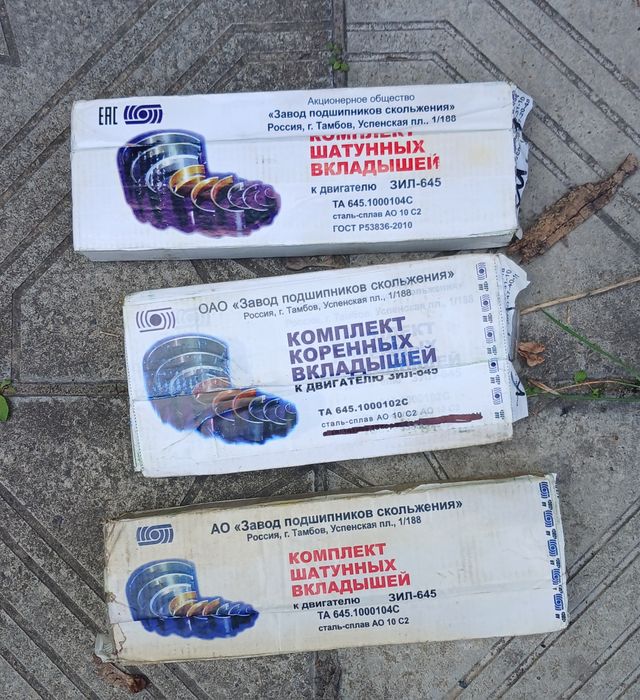 ЕАС
Акционерное общество
«Завод подшипников скольжения»
Россия, г. Тамбов, Успенская пл., 1/188
КОМПЛЕКТ
ШАТУННЫХ
ВКЛАДЫШЕЙ
к двигателю ЗИЛ-645
ТА 645.1000104С
сталь-сплав АО 10 С2
ГОСТ Р53836-2010
ОАО «Завод подшипников скольжения»
Россия, г. Тамбов, Успенская пл., 1/188
КОМПЛЕКТ
КОРЕННЫХ
ВКЛАДЫШЕЙ
к двигателю ЗИЛ-645
ТА 645.1000102С
сталь-сплав АО 10 С2
АО «Завод подшипников скольжения»
Россия, г. Тамбов, Успенская пл., 1/188
КОМПЛЕКТ
ШАТУННЫХ
ВКЛАДЫШЕЙ
к двигателю ЗИЛ-645
ТА 645.1000104С
сталь-сплав АО 10 С2